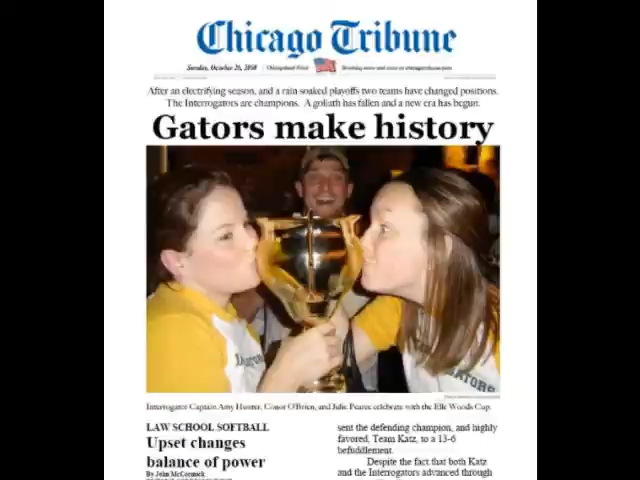 Chicago Tribune
Sunday, October 26, 2008
After an electrifying season, and a rain soaked playoffs two teams have changed positions.
The Interrogators are champions. A goliath has fallen and a new era has begun.
Gators make history
GATORS
Interrogator Captain Amy Hunter, Conor O'Brien, and Julie Pearce celebrate with the Elle Woods Cup.
LAW SCHOOL SOFTBALL
Upset changes
balance of power
By John McCormick
sent the defending champion, and highly
favored, Team Katz, to a 13-6
befuddlement.
Despite the fact that both Katz
and the Interrogators advanced through